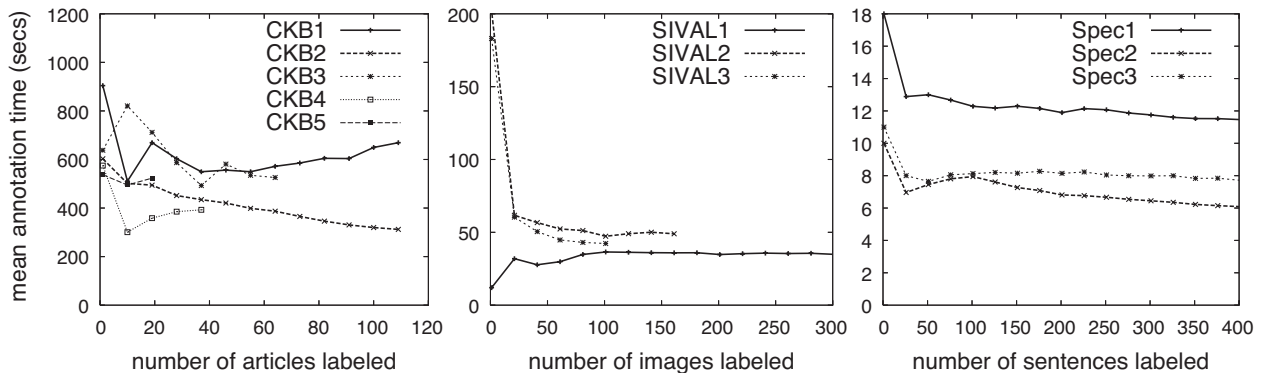 mean annotation time (secs)
1200
1000
800
600
400
200
0
0 20 40 60 80 100 120
number of articles labeled
CKB1
CKB2
CKB3
CKB4
CKB5
200
150
100
50
0
0 50 100 150 200 250 300
number of images labeled
SIVAL1
SIVAL2
SIVAL3
18
16
14
12
10
8
6
4
2
0
0 50 100 150 200 250 300 350 400
number of sentences labeled
Spec1
Spec2
Spec3